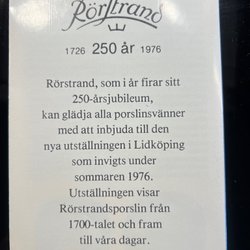 Rörstrand
1726 250 år 1976
Rörstrand, som i år firar sitt
250-årsjubileum,
kan glädja alla porslinsvänner
med att inbjuda till den
nya utställningen i Lidköping
som invigts under
sommaren 1976.
Utställningen visar
Rörstrandsporslin från
1700-talet och fram
till våra dagar.